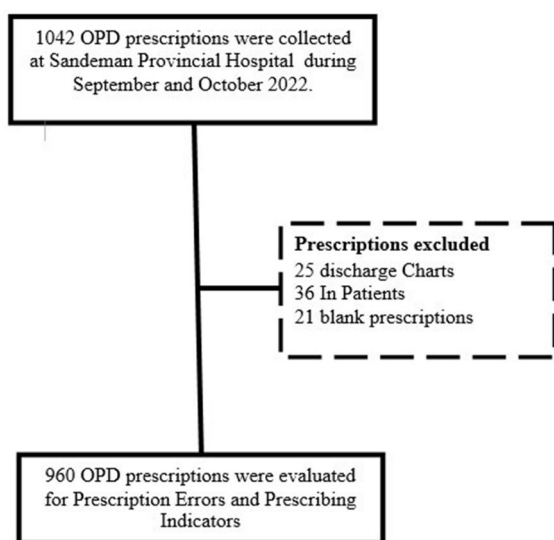 1042 OPD prescriptions were collected
at Sandeman Provincial Hospital during
September and October 2022.
Prescriptions excluded
25 discharge Charts
36 In Patients
21 blank prescriptions
960 OPD prescriptions were evaluated
for Prescription Errors and Prescribing
Indicators